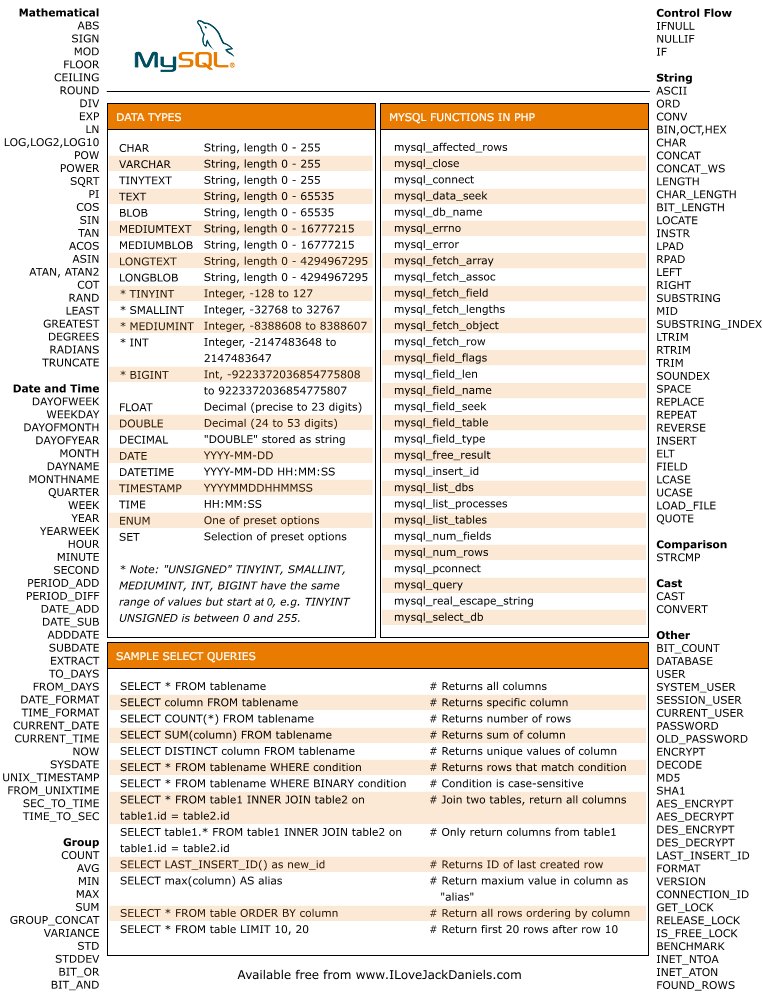 Mathematical
ABS
SIGN
MOD
FLOOR
CEILING
ROUND
DIV
EXP
LN
LOG,LOG2,LOG10
POW
POWER
SQRT
PI
COS
SIN
TAN
ACOS
ASIN
ATAN, ATAN2
COT
RAND
LEAST
GREATEST
DEGREES
RADIANS
TRUNCATE
Date and Time
DAYOFWEEK
WEEKDAY
DAYOFMONTH
DAYOFYEAR
MONTH
DAYNAME
MONTHNAME
QUARTER
WEEK
YEAR
YEARWEEK
HOUR
MINUTE
SECOND
PERIOD_ADD
PERIOD_DIFF
DATE_ADD
DATE_SUB
ADDDATE
SUBDATE
EXTRACT
TO_DAYS
FROM_DAYS
DATE_FORMAT
TIME_FORMAT
CURRENT_DATE
CURRENT_TIME
NOW
SYSDATE
UNIX_TIMESTAMP
FROM_UNIXTIME
SEC_TO_TIME
TIME_TO_SEC
Group
COUNT
AVG
MIN
MAX
SUM
GROUP_CONCAT
VARIANCE
STD
STDDEV
BIT_OR
BIT_AND
MySQL®
DATA TYPES
CHAR String, length 0 - 255
VARCHAR String, length 0 - 255
TINYTEXT String, length 0 - 255
TEXT String, length 0 - 65535
BLOB String, length 0 - 65535
MEDIUMTEXT String, length 0 - 16777215
MEDIUMBLOB String, length 0 - 16777215
LONGTEXT String, length 0 - 4294967295
LONGBLOB String, length 0 - 4294967295
* TINYINT Integer, -128 to 127
* SMALLINT Integer, -32768 to 32767
* MEDIUMINT Integer, -8388608 to 8388607
* INT Integer, -2147483648 to
2147483647
* BIGINT Int, -9223372036854775808
to 9223372036854775807
FLOAT Decimal (precise to 23 digits)
DOUBLE Decimal (24 to 53 digits)
DECIMAL "DOUBLE" stored as string
DATE YYYY-MM-DD
DATETIME YYYY-MM-DD HH:MM:SS
TIMESTAMP YYYYMMDDHHMMSS
TIME HH:MM:SS
ENUM One of preset options
SET Selection of preset options
* Note: "UNSIGNED" TINYINT, SMALLINT,
MEDIUMINT, INT, BIGINT have the same
range of values but start at 0, e.g. TINYINT
UNSIGNED is between 0 and 255.
MYSQL FUNCTIONS IN PHP
mysql_affected_rows
mysql_close
mysql_connect
mysql_data_seek
mysql_db_name
mysql_errno
mysql_error
mysql_fetch_array
mysql_fetch_assoc
mysql_fetch_field
mysql_fetch_lengths
mysql_fetch_object
mysql_fetch_row
mysql_field_flags
mysql_field_len
mysql_field_name
mysql_field_seek
mysql_field_table
mysql_field_type
mysql_free_result
mysql_insert_id
mysql_list_dbs
mysql_list_processes
mysql_list_tables
mysql_num_fields
mysql_num_rows
mysql_pconnect
mysql_query
mysql_real_escape_string
mysql_select_db
SAMPLE SELECT QUERIES
SELECT * FROM tablename # Returns all columns
SELECT column FROM tablename # Returns specific column
SELECT COUNT(*) FROM tablename # Returns number of rows
SELECT SUM(column) FROM tablename # Returns sum of column
SELECT DISTINCT column FROM tablename # Returns unique values of column
SELECT * FROM tablename WHERE condition # Returns rows that match condition
SELECT * FROM tablename WHERE BINARY condition # Condition is case-sensitive
SELECT * FROM table1 INNER JOIN table2 on # Join two tables, return all columns
table1.id = table2.id
SELECT table1.* FROM table1 INNER JOIN table2 on # Only return columns from table1
table1.id = table2.id
SELECT LAST_INSERT_ID() as new_id # Returns ID of last created row
SELECT max(column) AS alias # Return maxium value in column as
"alias"
SELECT * FROM table ORDER BY column # Return all rows ordering by column
SELECT * FROM table LIMIT 10, 20 # Return first 20 rows after row 10
Available free from www.ILoveJackDaniels.com
Control Flow
IFNULL
NULLIF
IF
String
ASCII
ORD
CONV
BIN,OCT,HEX
CHAR
CONCAT
CONCAT_WS
LENGTH
CHAR_LENGTH
BIT_LENGTH
LOCATE
INSTR
LPAD
RPAD
LEFT
RIGHT
SUBSTRING
MID
SUBSTRING_INDEX
LTRIM
RTRIM
TRIM
SOUNDEX
SPACE
REPLACE
REPEAT
REVERSE
INSERT
ELT
FIELD
LCASE
UCASE
LOAD_FILE
QUOTE
Comparison
STRCMP
Cast
CAST
CONVERT
Other
BIT_COUNT
DATABASE
USER
SYSTEM_USER
SESSION_USER
CURRENT_USER
PASSWORD
OLD_PASSWORD
ENCRYPT
DECODE
MD5
SHA1
AES_ENCRYPT
AES_DECRYPT
DES_ENCRYPT
DES_DECRYPT
LAST_INSERT_ID
FORMAT
VERSION
CONNECTION_ID
GET_LOCK
RELEASE_LOCK
IS_FREE_LOCK
BENCHMARK
INET_NTOA
INET_ATON
FOUND_ROWS